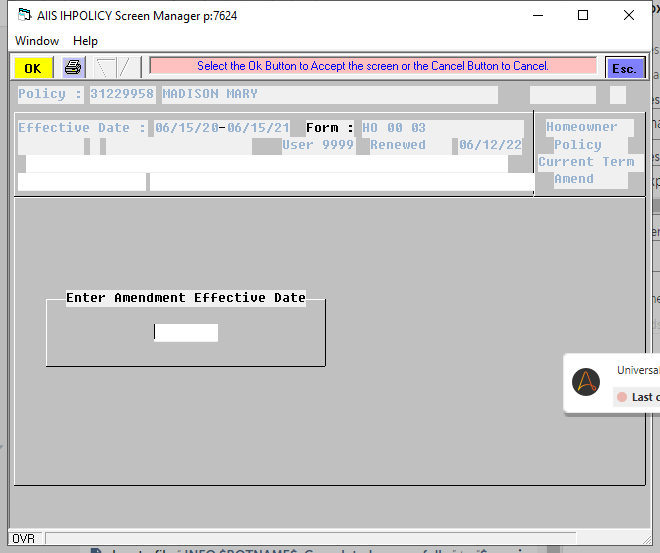 AIIS IHPOLICY Screen Manager p:7624
Window Help
OK Select the Ok Button to Accept the screen or the Cancel Button to Cancel. Esc.
Policy : 31229958 MADISON MARY
Effective Date : 06/15/20-06/15/21 Form : HO 00 03 Homeowner
User 9999 Renewed 06/12/22 Policy
Current Term
Amend
Enter Amendment Effective Date
Universal
Last c
OVR